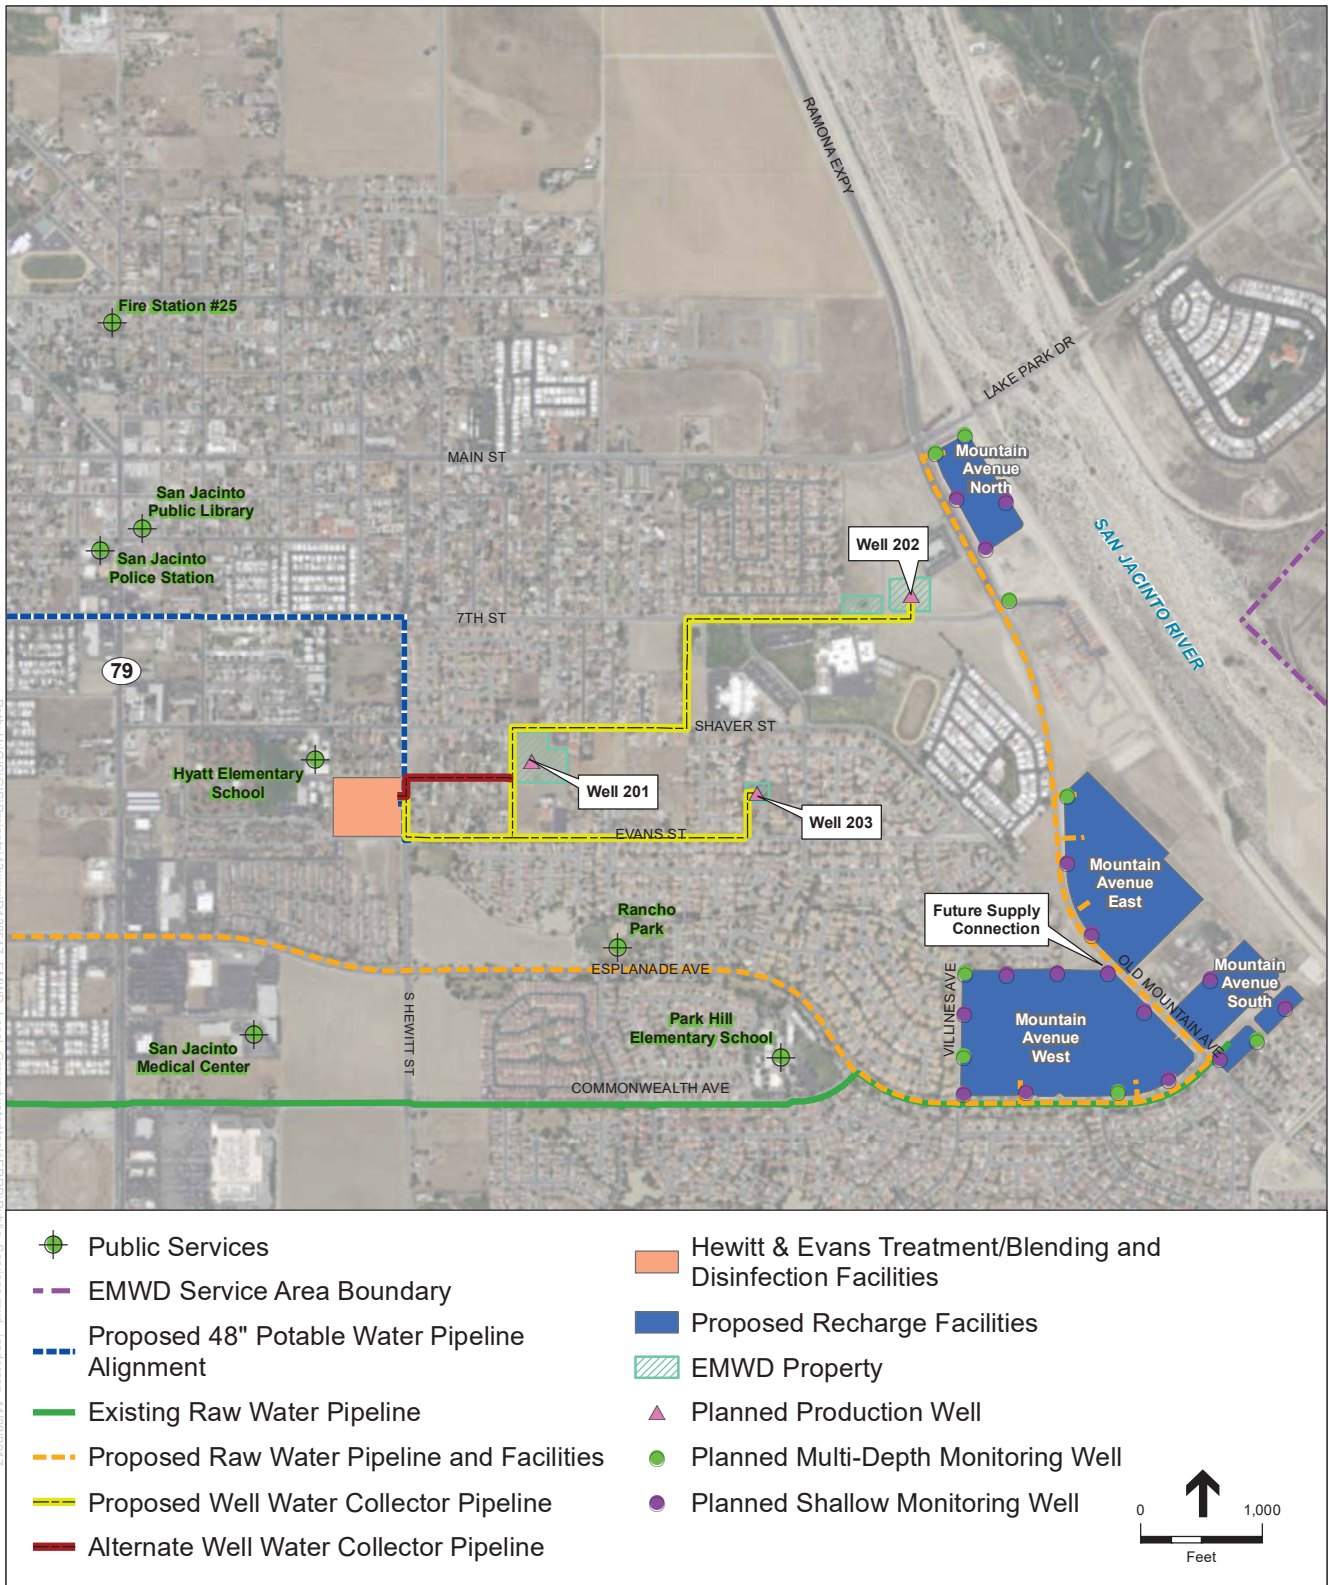 RAMONA EXPY
Fire Station #25
LAKE PARK DR
MAIN ST
Mountain
Avenue
North
San Jacinto
Public Library
SAN JACINTO RIVER
Well 202
San Jacinto
Police Station
7TH ST
79
SHAVER ST
Hyatt Elementary
School
Well 201
Well 203
EVANS ST
Mountain
Avenue
East
Rancho
Park
Future Supply
Connection
ESPLANADE AVE
OLD MOUNTAIN AVE
Mountain
Avenue
South
VILLINES AVE
S HEWITT ST
Park Hill
Elementary School
Mountain
Avenue
West
San Jacinto
Medical Center
COMMONWEALTH AVE
Public Services
EMWD Service Area Boundary
Proposed 48" Potable Water Pipeline
Alignment
Existing Raw Water Pipeline
Proposed Raw Water Pipeline and Facilities
Proposed Well Water Collector Pipeline
Alternate Well Water Collector Pipeline
Hewitt & Evans Treatment/Blending and
Disinfection Facilities
Proposed Recharge Facilities
EMWD Property
Planned Production Well
Planned Multi-Depth Monitoring Well
Planned Shallow Monitoring Well
0 1,000
Feet